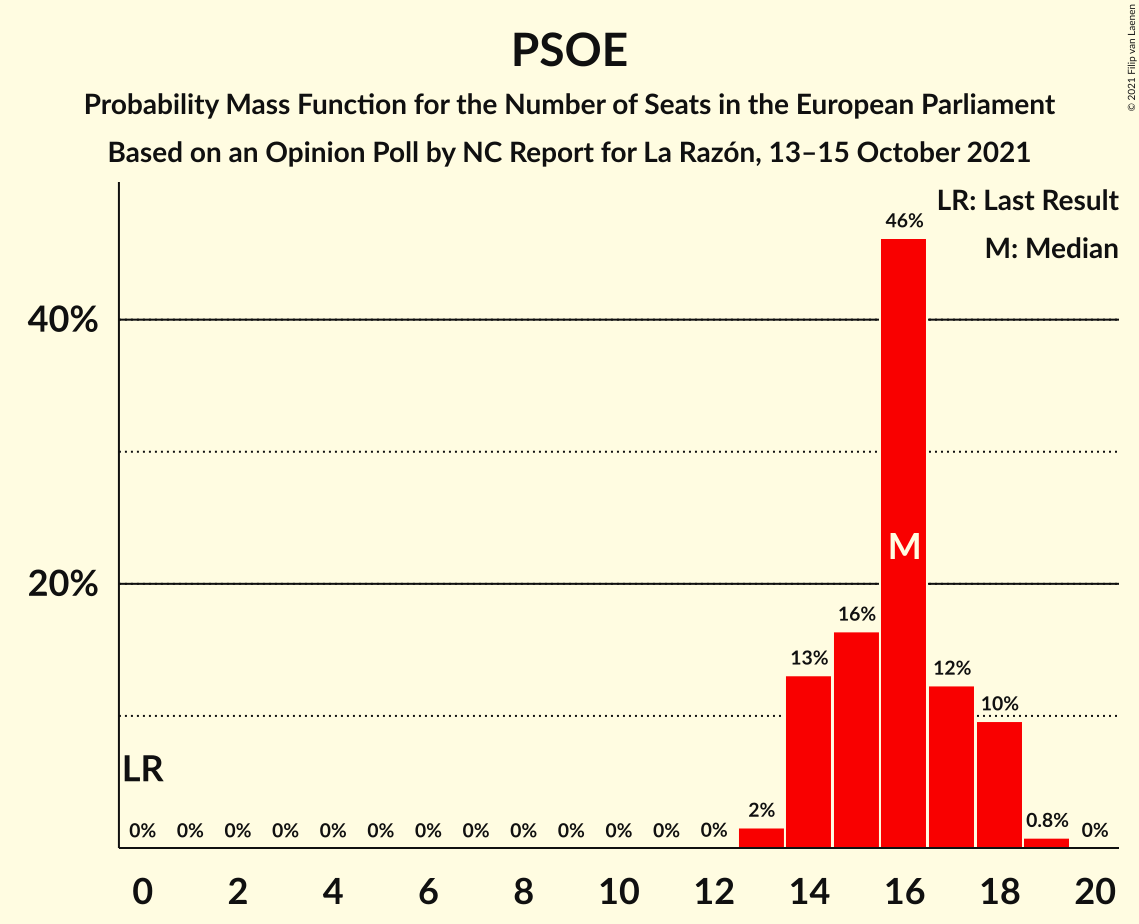 PSOE
Probability Mass Function for the Number of Seats in the European Parliament
Based on an Opinion Poll by NC Report for La Razón, 13–15 October 2021
© 2021 Filip van Laenen
LR: Last Result
M: Median
46%
40%
M
20%
16%
13%
12%
10%
LR
2%
0.8%
0% 0% 0% 0% 0% 0% 0% 0% 0% 0% 0% 0% 0% 0%
0 2 4 6 8 10 12 14 16 18 20